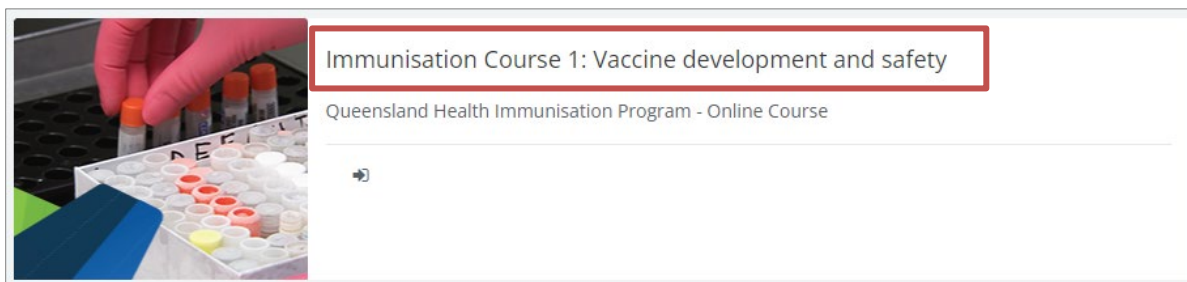 Immunisation Course 1: Vaccine development and safety
Queensland Health Immunisation Program - Online Course
D E F